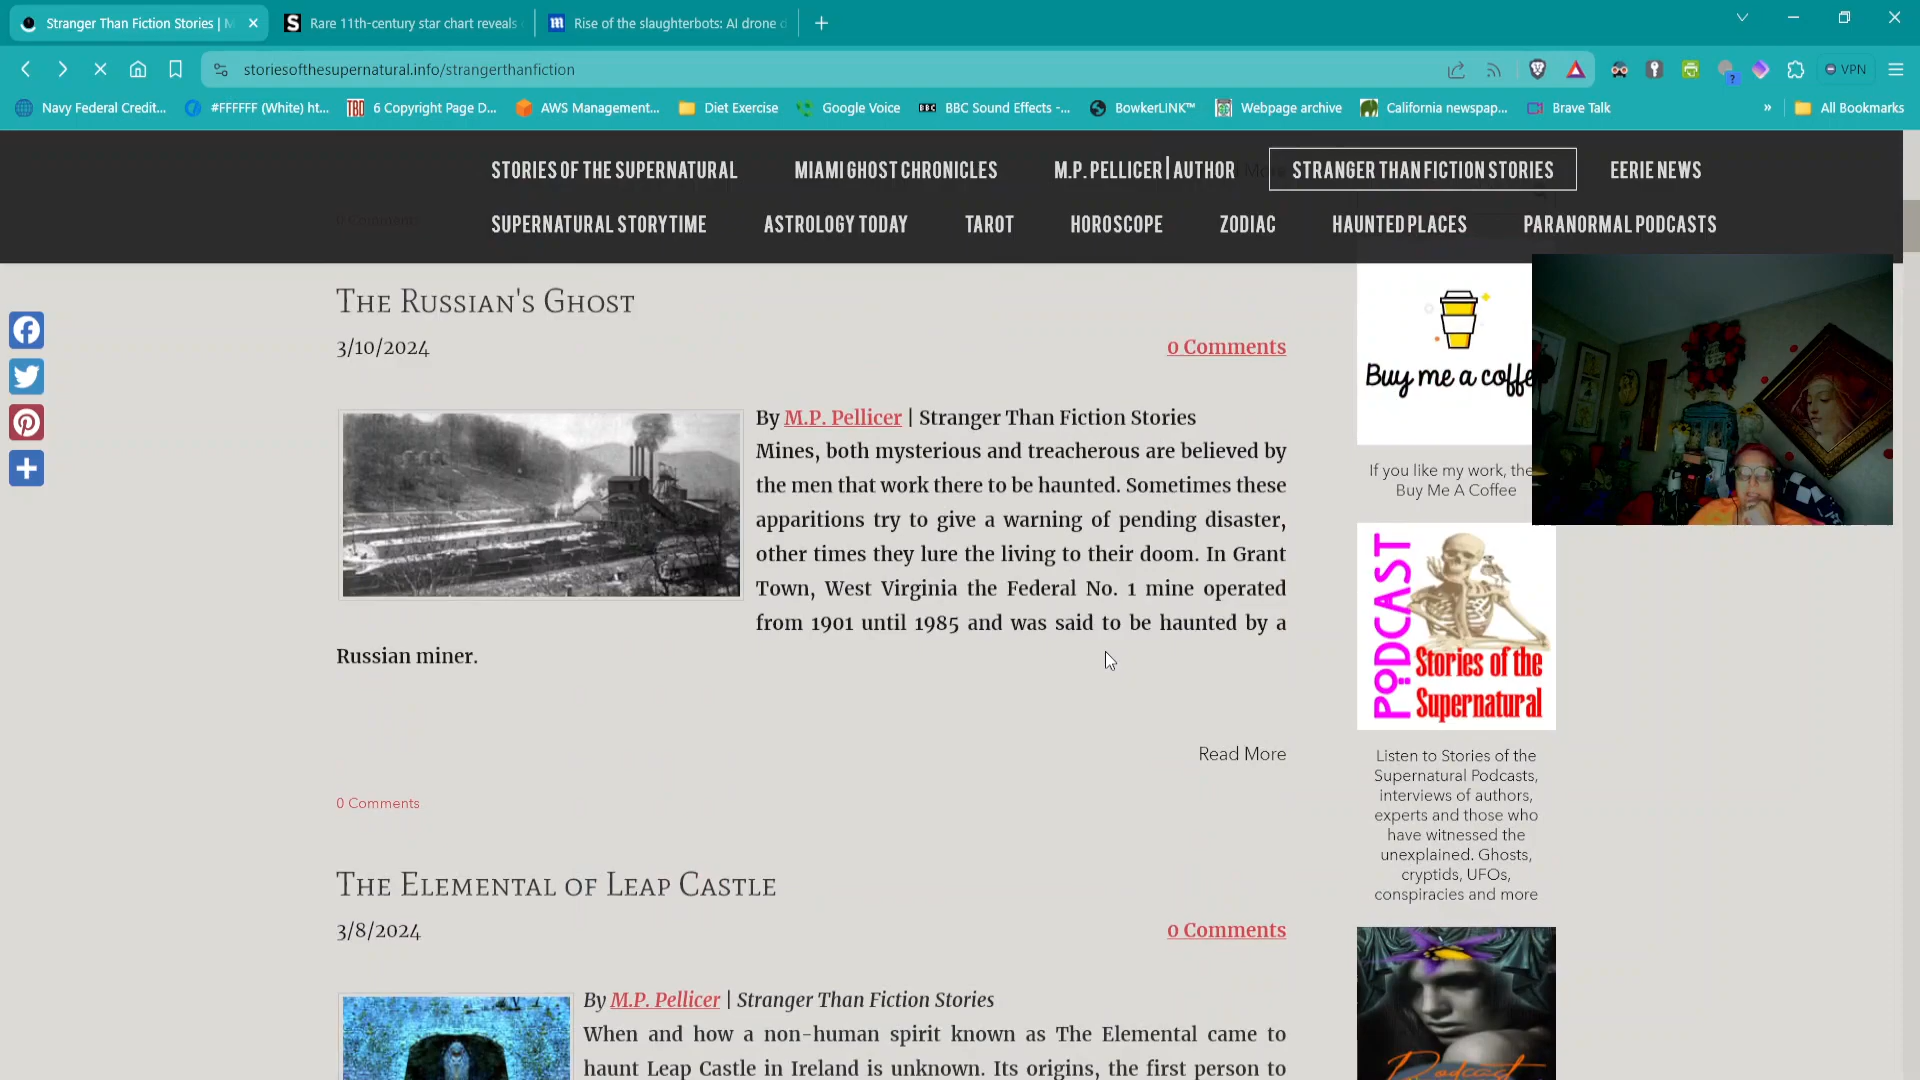 Stranger Than Fiction Stories | M
Rare 11th-century star chart reveals
Rise of the slaughterbots: AI drone d
storiesofthesupernatural.info/strangerthanfiction
VPN
Navy Federal Credit...
#FFFFFF (White) ht...
TBD
6 Copyright Page D...
AWS Management...
Diet Exercise
Google Voice
BBC
BBC Sound Effects -...
BowkerLINK™
Webpage archive
California newspap...
Brave Talk
»
All Bookmarks
STORIES OF THE SUPERNATURAL
MIAMI GHOST CHRONICLES
M.P. PELLICER | AUTHOR
STRANGER THAN FICTION STORIES
EERIE NEWS
SUPERNATURAL STORYTIME
ASTROLOGY TODAY
TAROT
HOROSCOPE
ZODIAC
HAUNTED PLACES
PARANORMAL PODCASTS
0 Comments
The Russian's Ghost
3/10/2024
0 Comments
By M.P. Pellicer | Stranger Than Fiction Stories
Mines, both mysterious and treacherous are believed by
the men that work there to be haunted. Sometimes these
apparitions try to give a warning of pending disaster,
other times they lure the living to their doom. In Grant
Town, West Virginia the Federal No. 1 mine operated
from 1901 until 1985 and was said to be haunted by a
Russian miner.
Read More
0 Comments
The Elemental of Leap Castle
3/8/2024
0 Comments
By M.P. Pellicer | Stranger Than Fiction Stories
When and how a non-human spirit known as The Elemental came to
haunt Leap Castle in Ireland is unknown. Its origins, the first person to
Buy me a coffe
If you like my work, the
Buy Me A Coffee
PODCAST
Stories of the
Supernatural
Listen to Stories of the
Supernatural Podcasts,
interviews of authors,
experts and those who
have witnessed the
unexplained. Ghosts,
cryptids, UFOs,
conspiracies and more
Podcast